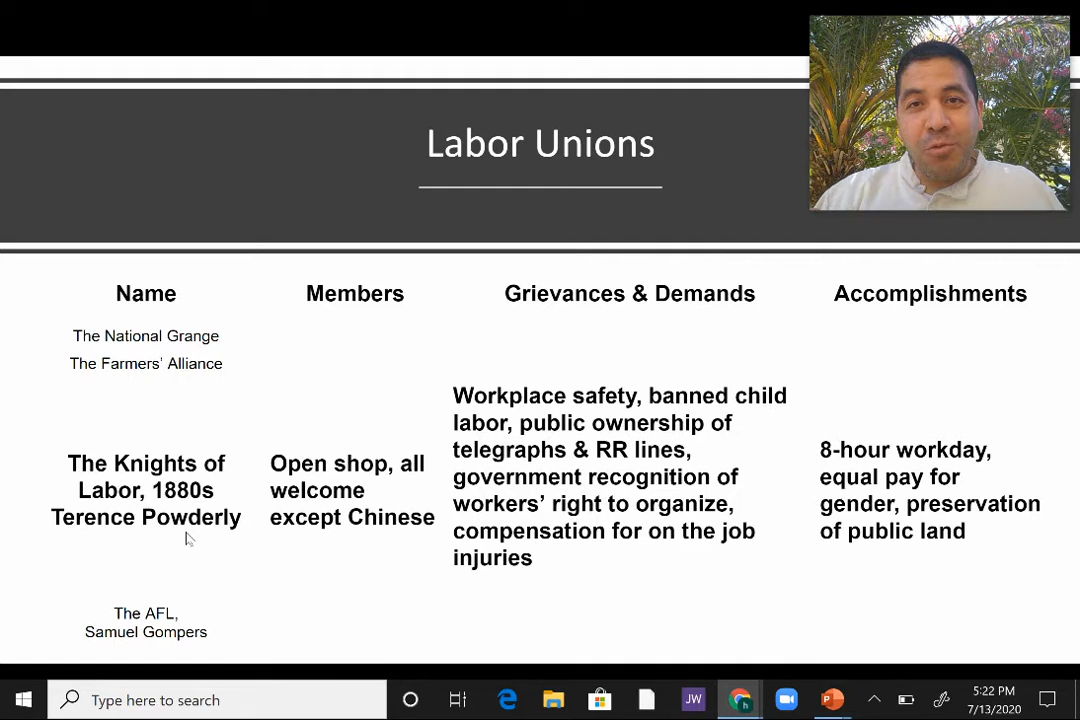 Labor Unions
Name
Members
Grievances & Demands
Accomplishments
The National Grange
The Farmers' Alliance
The Knights of
Labor, 1880s
Terence Powderly
Open shop, all
welcome
except Chinese
Workplace safety, banned child
labor, public ownership of
telegraphs & RR lines,
government recognition of
workers' right to organize,
compensation for on the job
injuries
8-hour workday,
equal pay for
gender, preservation
of public land
The AFL,
Samuel Gompers
Type here to search
JW
5:22 PM
7/13/2020